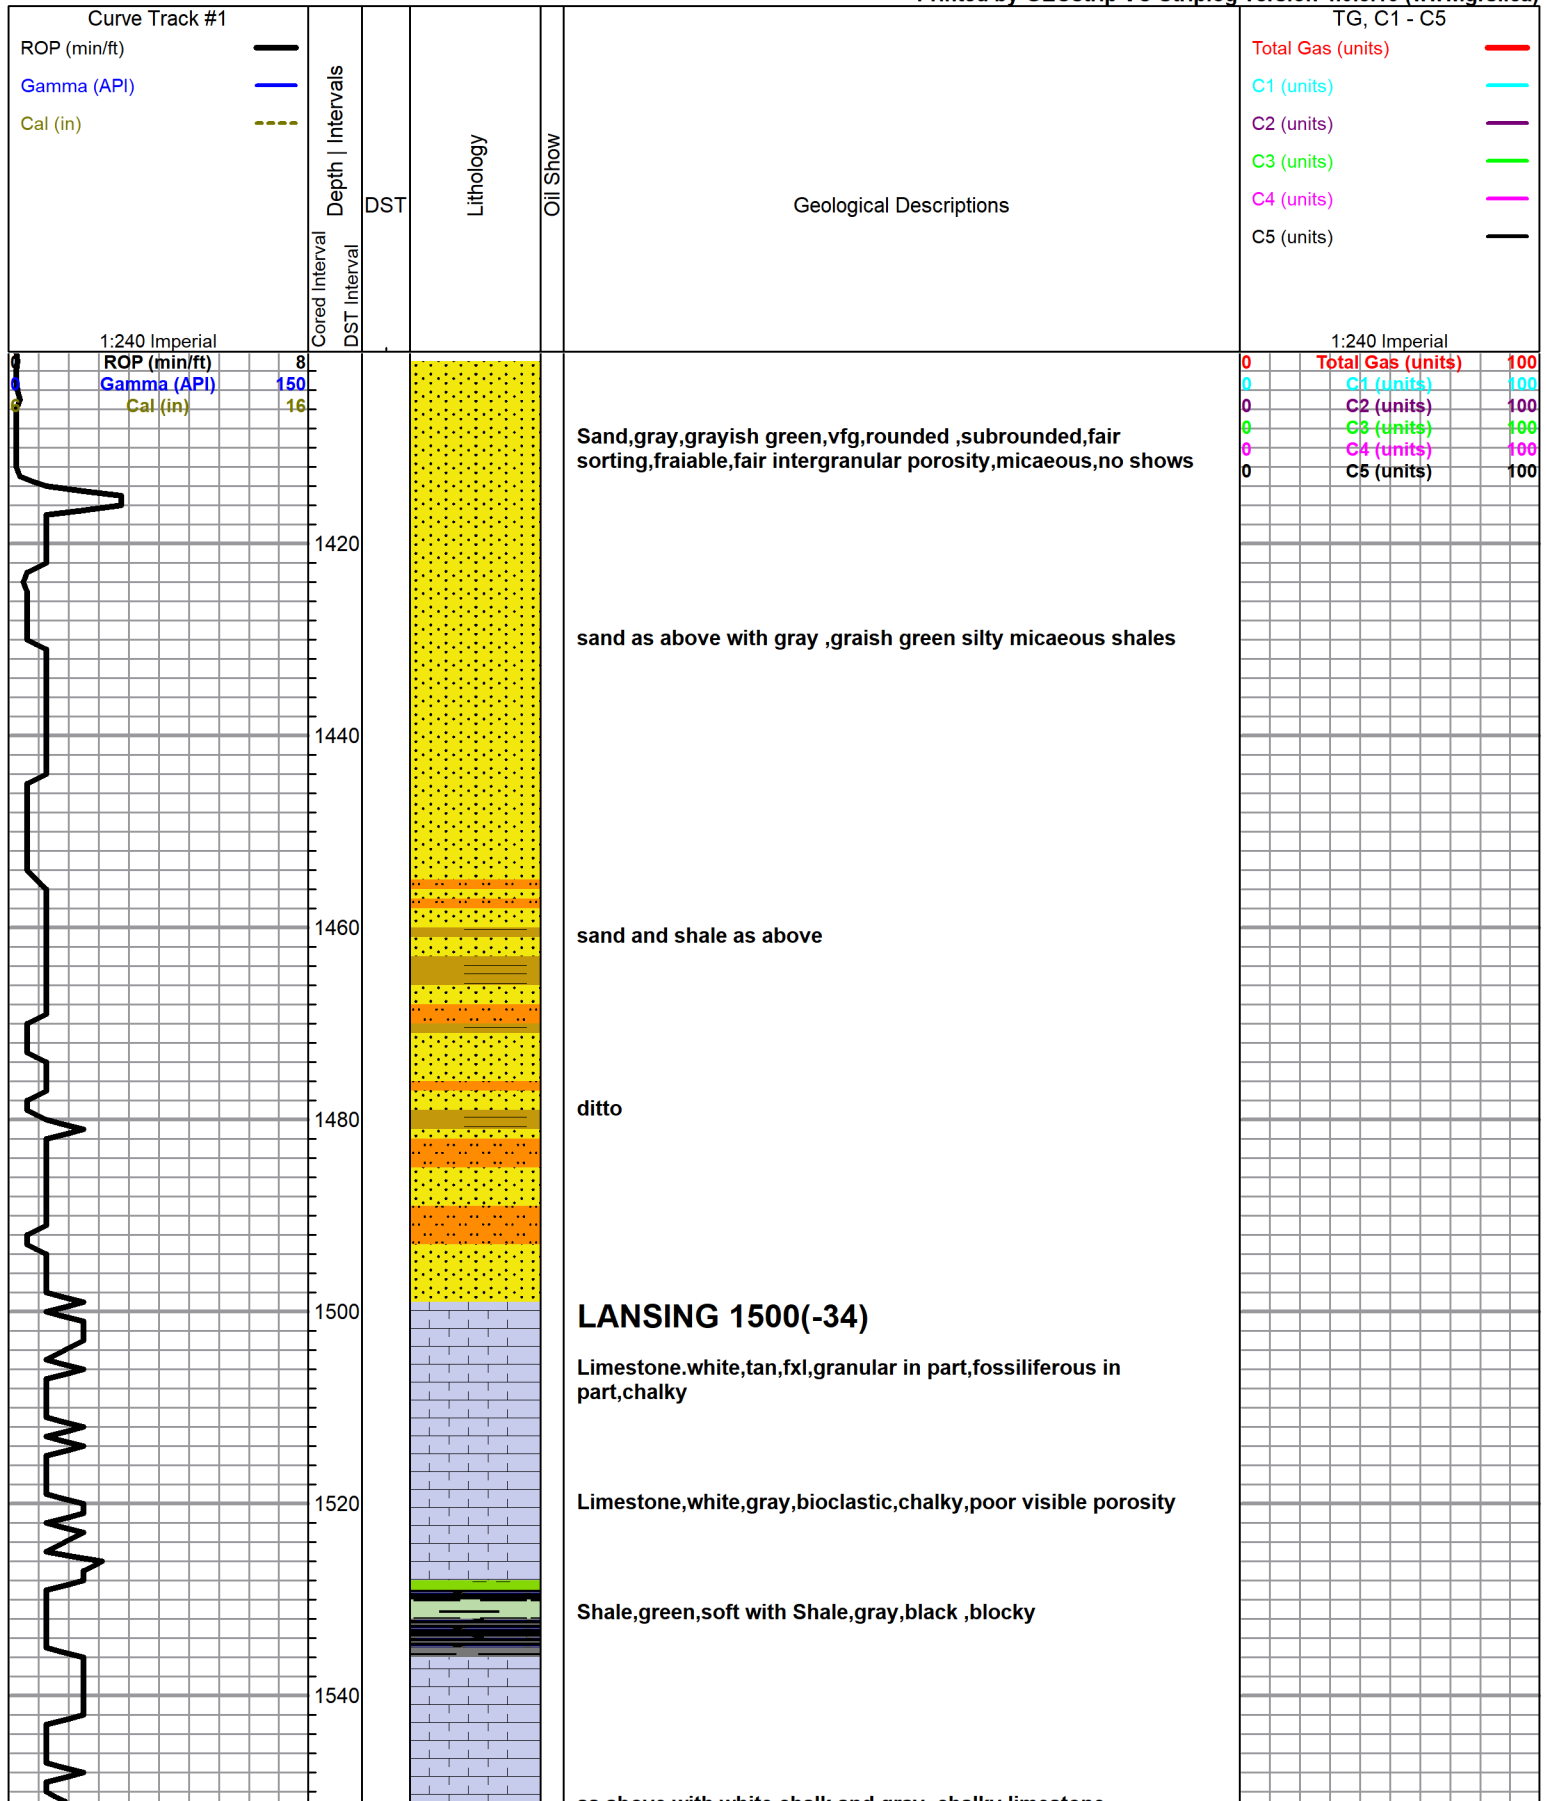 Curve Track #1
ROP (min/ft)
Gamma (API)
Cal (in)
1:240 Imperial
Cored Interval
Depth | Intervals
DST Interval
DST
Lithology
Oil Show
Geological Descriptions
TG, C1 - C5
Total Gas (units)
C1 (units)
C2 (units)
C3 (units)
C4 (units)
C5 (units)
1:240 Imperial
0 ROP (min/ft) 8
0 Gamma (API) 150
6 Cal (in) 16
0 Total Gas (units) 100
0 C1 (units) 100
0 C2 (units) 100
0 C3 (units) 100
0 C4 (units) 100
0 C5 (units) 100
Sand,gray,grayish green,vfg,rounded ,subrounded,fair
sorting,fraiable,fair intergranular porosity,micaeous,no shows
1420
sand as above with gray ,graish green silty micaeous shales
1440
1460
sand and shale as above
ditto
1480
1500
LANSING 1500(-34)
Limestone.white,tan,fxl,granular in part,fossiliferous in
part,chalky
1520
Limestone,white,gray,bioclastic,chalky,poor visible porosity
Shale,green,soft with Shale,gray,black ,blocky
1540